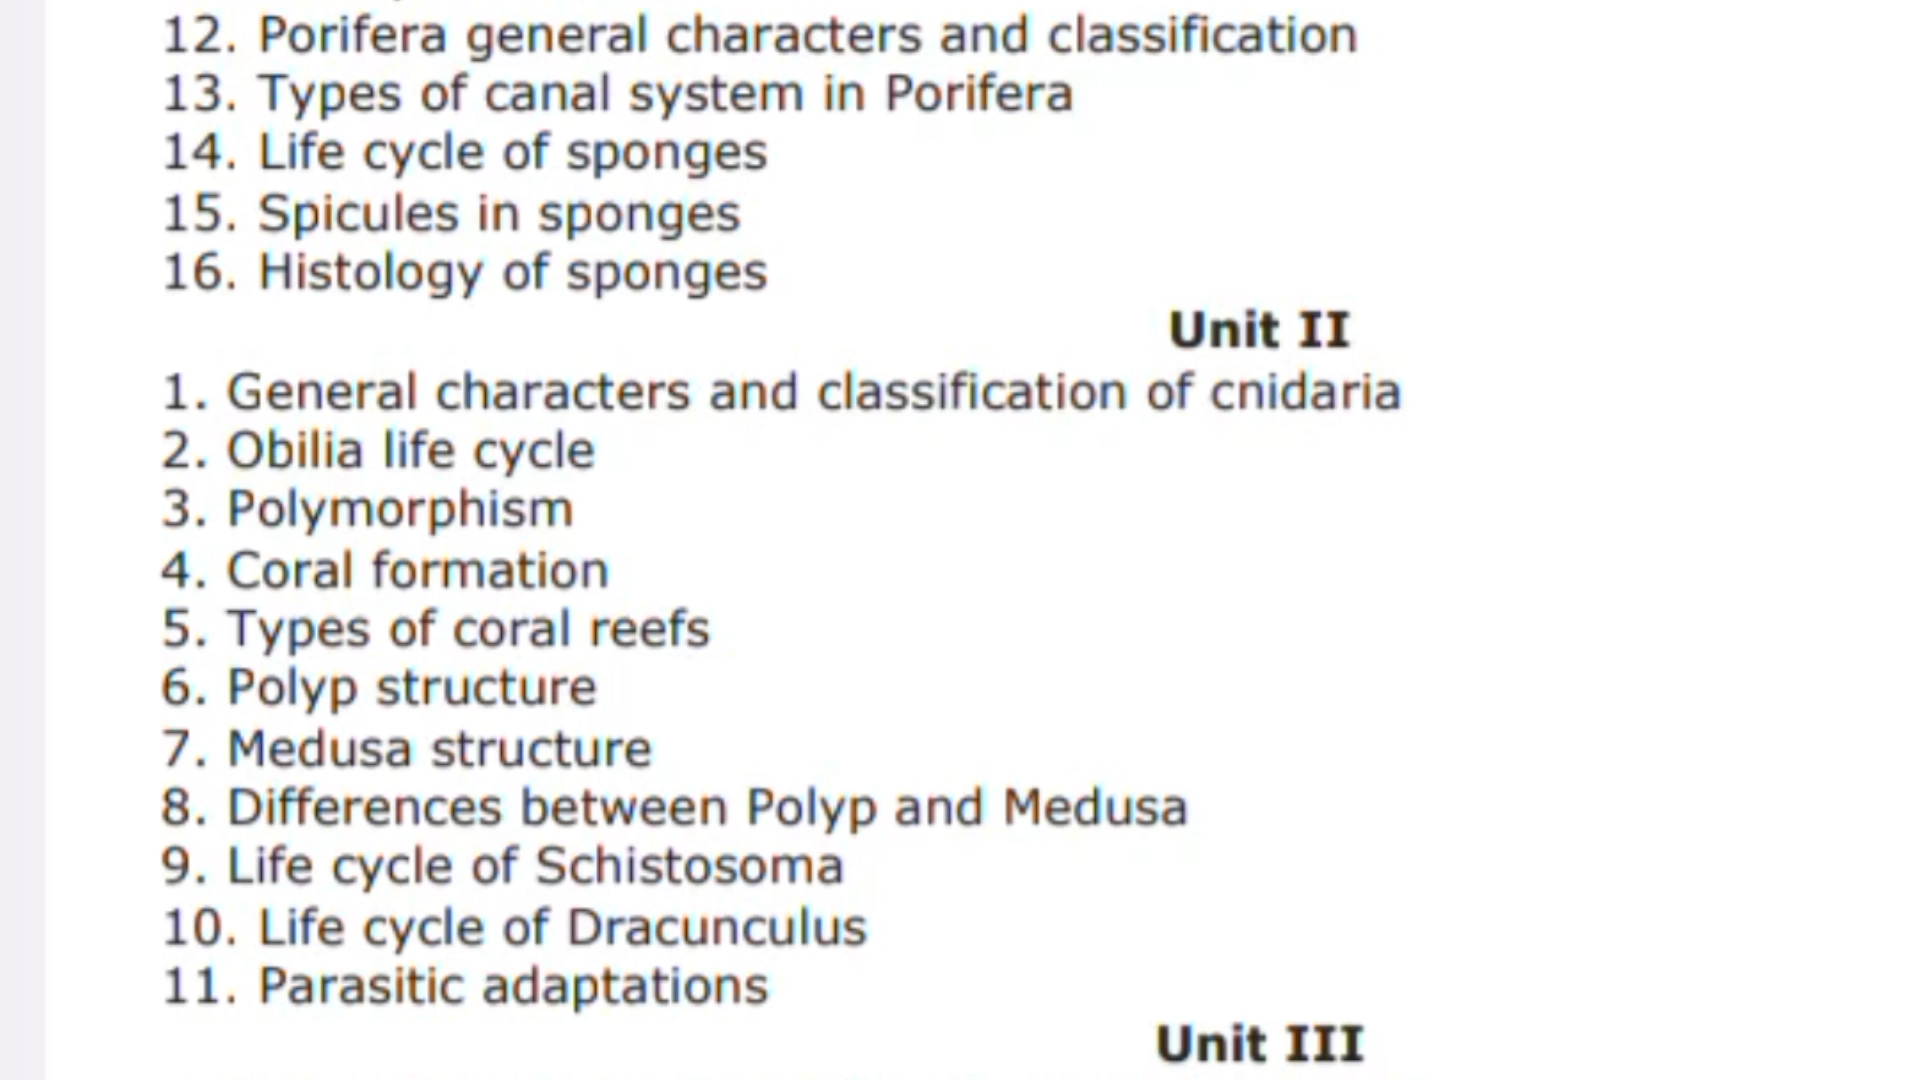 12. Porifera general characters and classification
13. Types of canal system in Porifera
14. Life cycle of sponges
15. Spicules in sponges
16. Histology of sponges
Unit II
1. General characters and classification of cnidaria
2. Obilia life cycle
3. Polymorphism
4. Coral formation
5. Types of coral reefs
6. Polyp structure
7. Medusa structure
8. Differences between Polyp and Medusa
9. Life cycle of Schistosoma
10. Life cycle of Dracunculus
11. Parasitic adaptations
Unit III